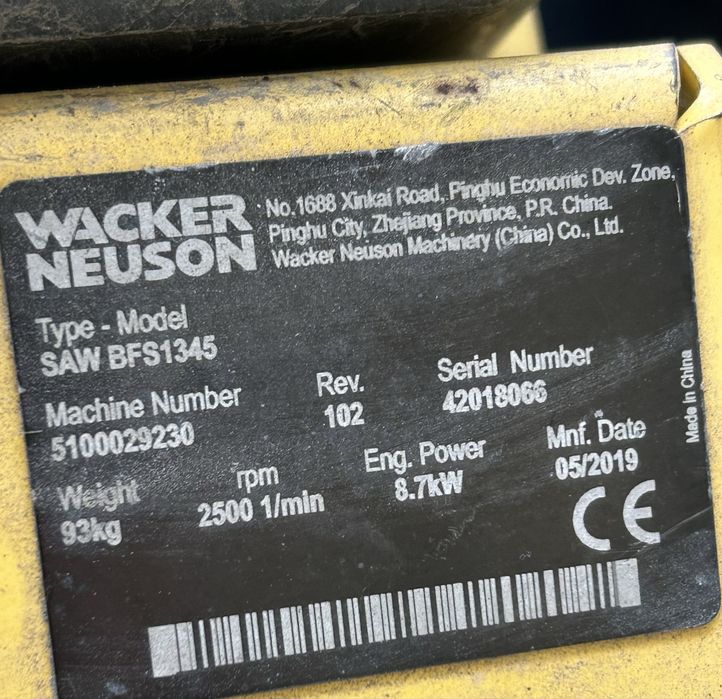 WACKER
NEUSON
No.1688 Xinkai Road, Pinghu Economic Dev. Zone,
Pinghu City, Zhejiang Province, P.R. China.
Wacker Neuson Machinery (China) Co., Ltd.
Type - Model
SAW BFS1345
Machine Number
5100029230
Rev.
102
Serial Number
42018066
Weight
93kg
rpm
2500 1/min
Eng. Power
8.7kW
Mnf. Date
05/2019
CE
Made in China